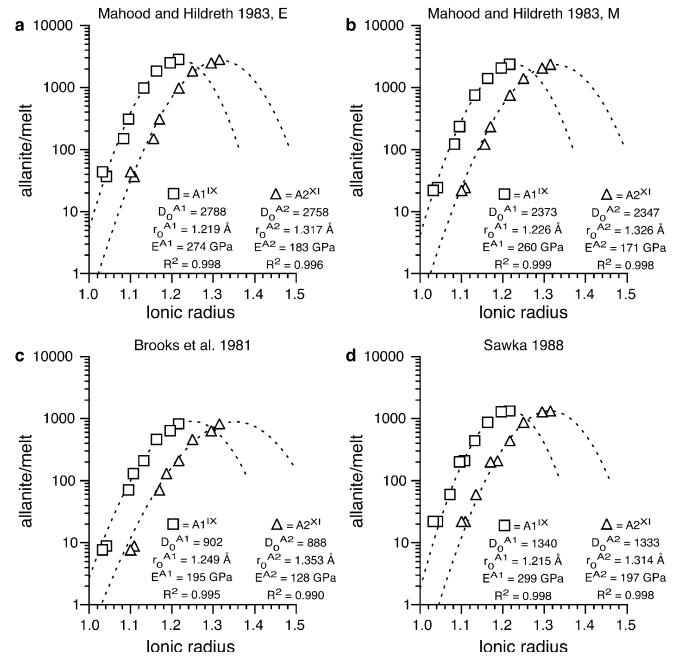 a
Mahood and Hildreth 1983, E
10000
1000
100
10
1
allanite/melt
□ = A1^IX △ = A2^XI
D₀^A1 = 2788 D₀^A2 = 2758
r₀^A1 = 1.219 Å r₀^A2 = 1.317 Å
E^A1 = 274 GPa E^A2 = 183 GPa
R² = 0.998 R² = 0.996
1.0 1.1 1.2 1.3 1.4 1.5
Ionic radius
b
Mahood and Hildreth 1983, M
10000
1000
100
10
1
allanite/melt
□ = A1^IX △ = A2^XI
D₀^A1 = 2373 D₀^A2 = 2347
r₀^A1 = 1.226 Å r₀^A2 = 1.326 Å
E^A1 = 260 GPa E^A2 = 171 GPa
R² = 0.999 R² = 0.998
1.0 1.1 1.2 1.3 1.4 1.5
Ionic radius
c
Brooks et al. 1981
10000
1000
100
10
1
allanite/melt
□ = A1^IX △ = A2^XI
D₀^A1 = 902 D₀^A2 = 888
r₀^A1 = 1.249 Å r₀^A2 = 1.353 Å
E^A1 = 195 GPa E^A2 = 128 GPa
R² = 0.995 R² = 0.990
1.0 1.1 1.2 1.3 1.4 1.5
Ionic radius
d
Sawka 1988
10000
1000
100
10
1
allanite/melt
□ = A1^IX △ = A2^XI
D₀^A1 = 1340 D₀^A2 = 1333
r₀^A1 = 1.215 Å r₀^A2 = 1.314 Å
E^A1 = 299 GPa E^A2 = 197 GPa
R² = 0.998 R² = 0.998
1.0 1.1 1.2 1.3 1.4 1.5
Ionic radius